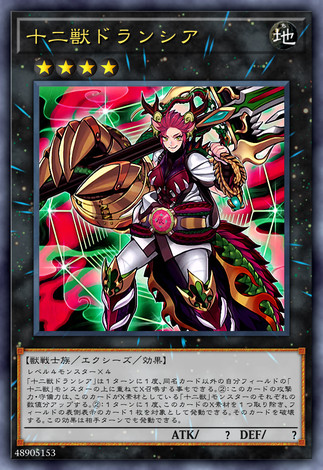 十二獣ドランシア
地
【獣戦士族／エクシーズ／効果】
レベル４モンスター×４
「十二獣ドランシア」は１ターンに１度、同名カード以外の自分フィールドの「
十二獣」モンスターの上に重ねてX召喚する事もできる。①：このカードの攻撃
力・守備力は、このカードがX素材としている「十二獣」モンスターのそれぞれの
数値分アップする。②：１ターンに１度、このカードのX素材を１つ取り除き、フ
ィールドの表側表示のカード１枚を対象として発動できる。そのカードを破壊
する。この効果は相手ターンでも発動できる。
ATK/ ? DEF/ ?
48905153